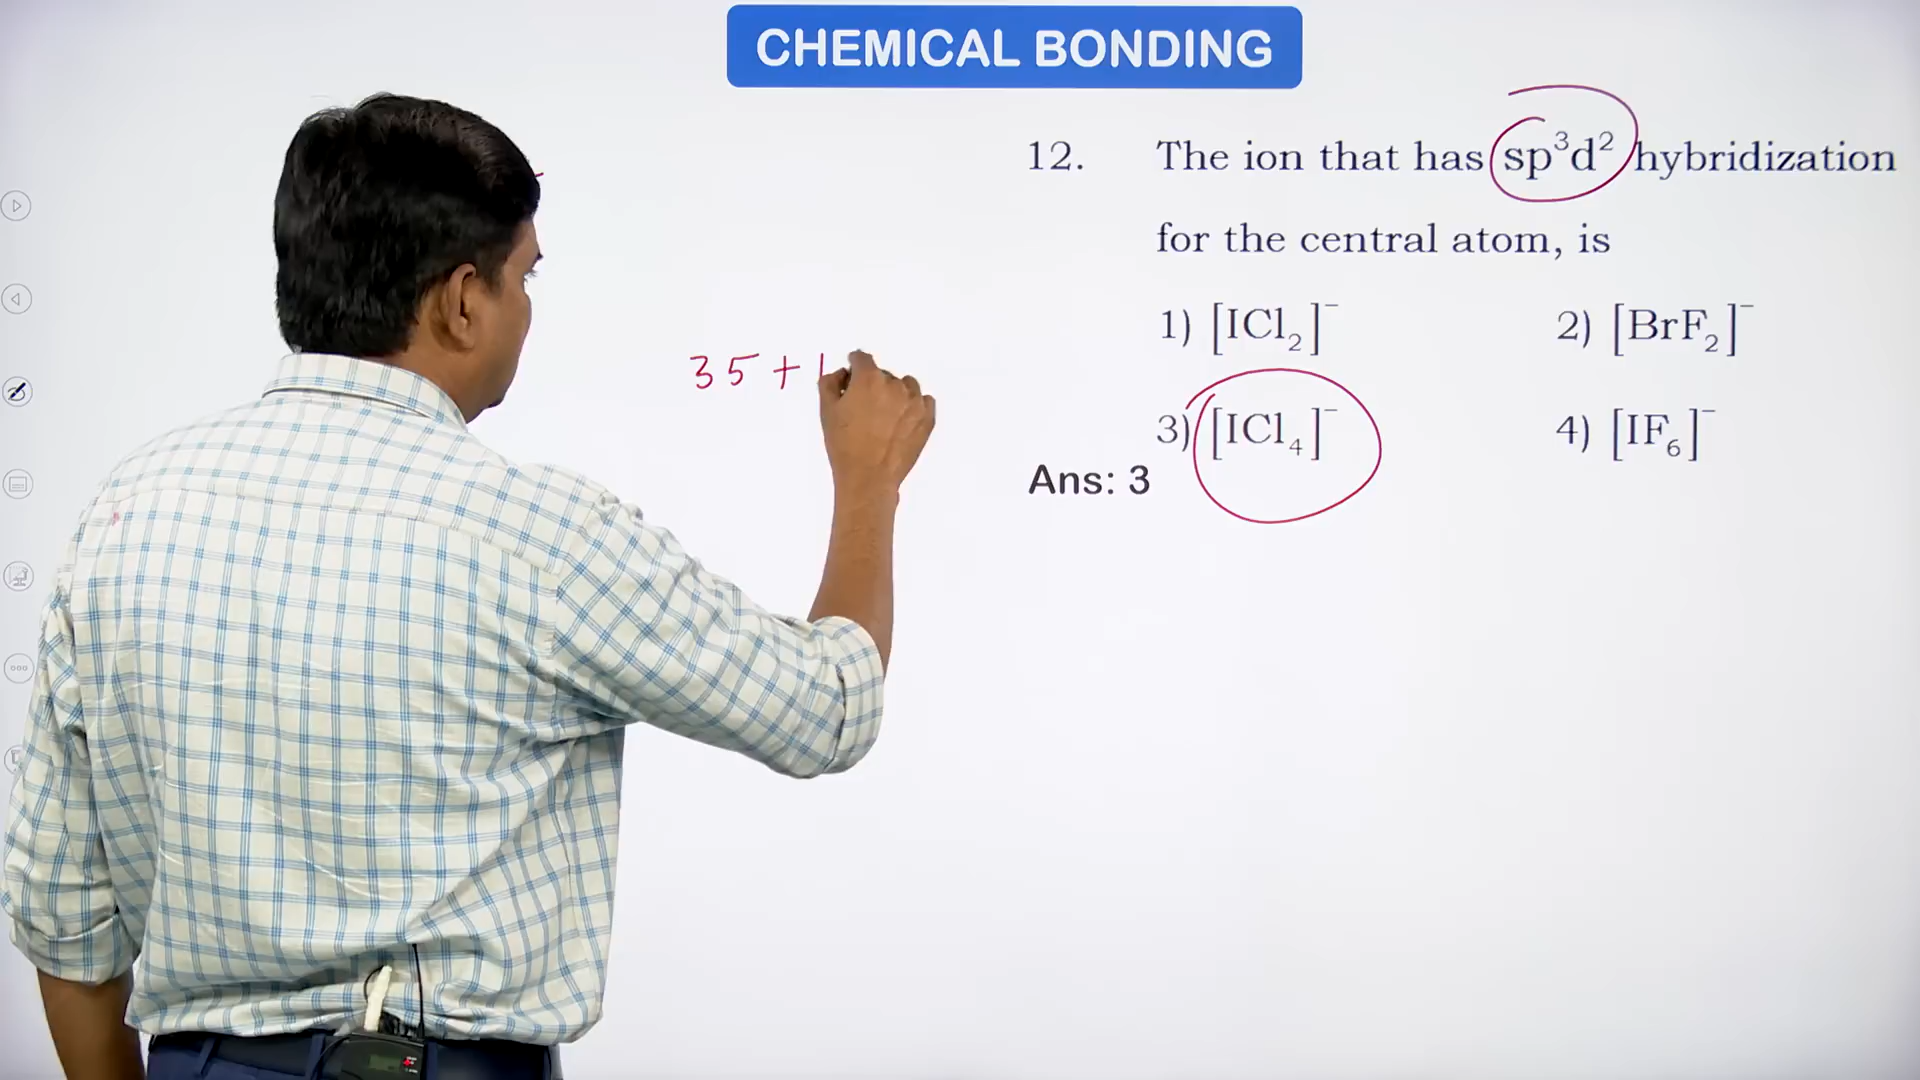 CHEMICAL BONDING
12. The ion that has sp³d² hybridization
for the central atom, is
1) [ICl₂]⁻ 2) [BrF₂]⁻
3) [ICl₄]⁻ 4) [IF₆]⁻
Ans: 3
35+1